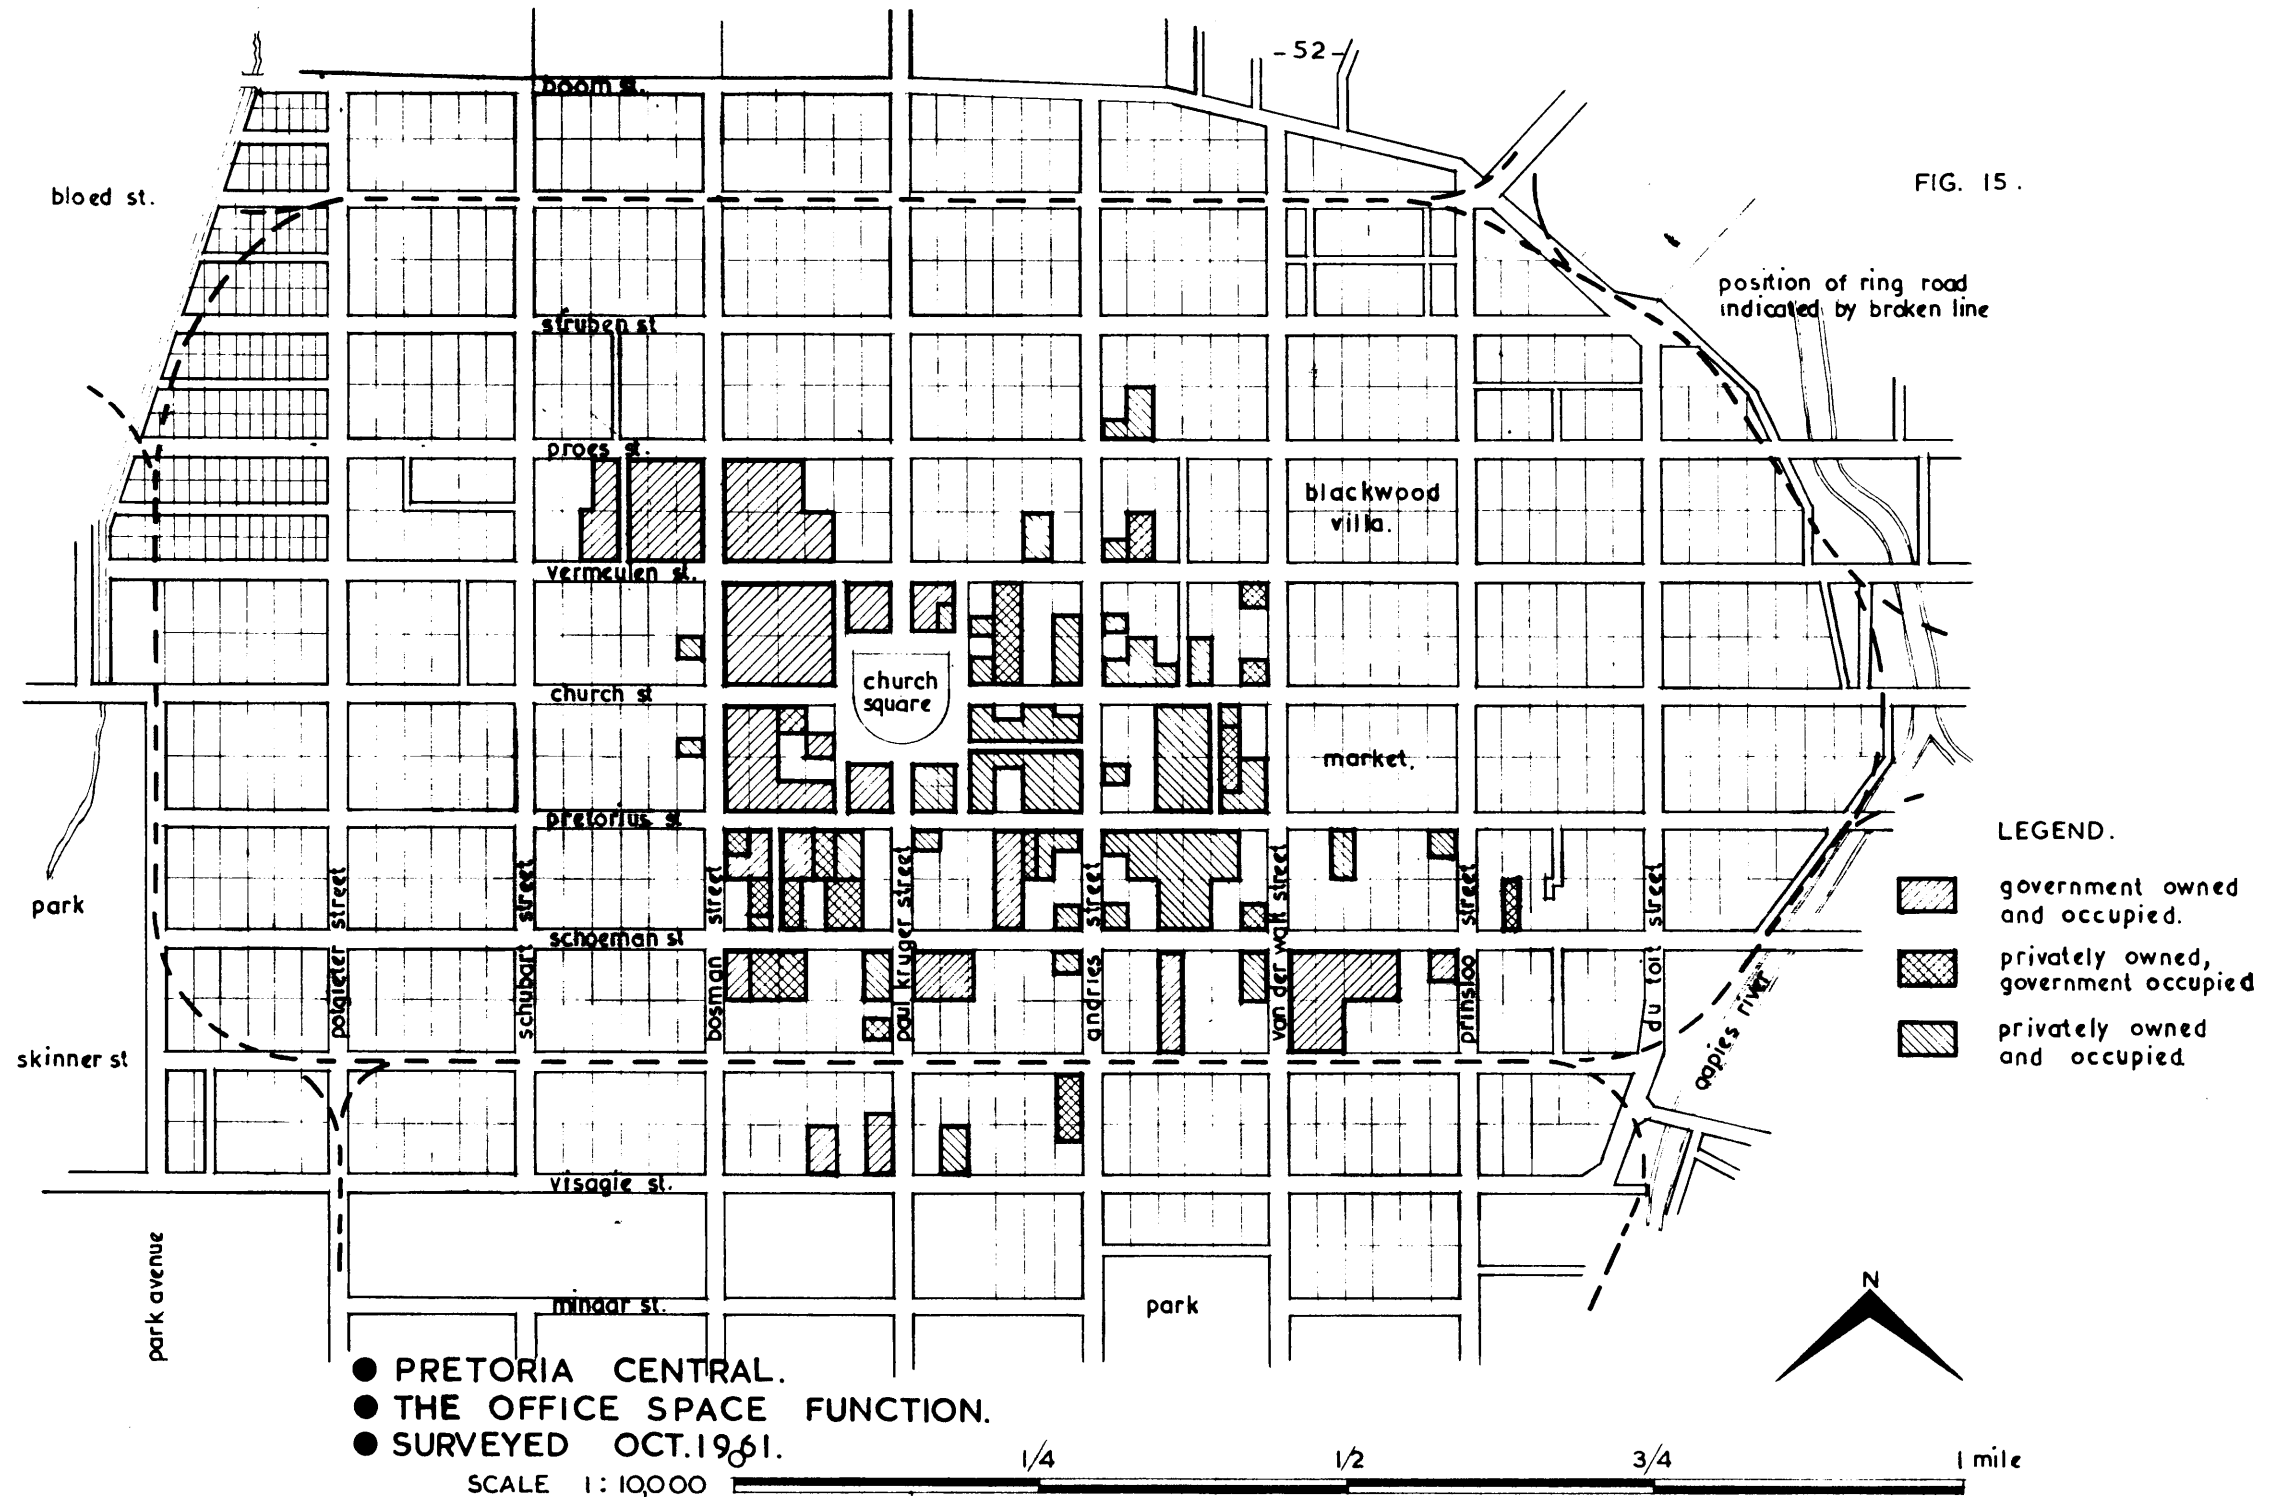 - 52 -
boom st.
bloed st.
FIG. 15.
position of ring road
indicated by broken line
struben st
proes st.
blackwood
villa.
vermeulen st.
church st
church
square
market.
pretorius st
LEGEND.
government owned
and occupied.
privately owned,
government occupied
privately owned
and occupied
park
potgieter street
schubart street
bosman street
paul kruger street
andries street
van der walt street
prinsloo street
du toit street
schoeman st
aapies river
skinner st
visagie st.
park avenue
minaar st.
park
N
PRETORIA CENTRAL.
THE OFFICE SPACE FUNCTION.
SURVEYED OCT. 1961.
SCALE 1 : 10,000
0 1/4 1/2 3/4 1 mile